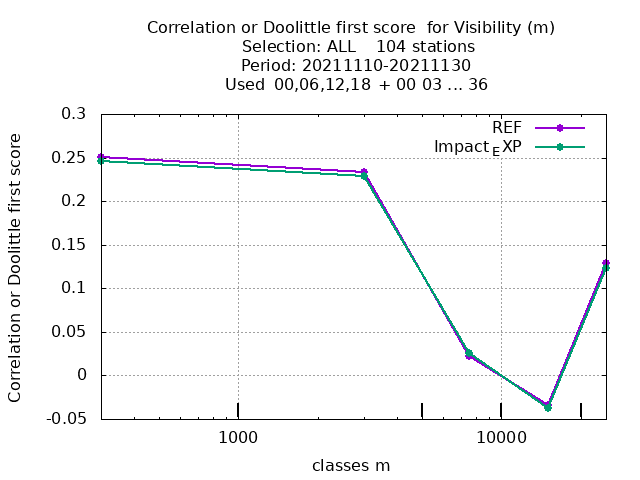 Correlation or Doolittle first score  for Visibility (m)
Selection: ALL    104 stations
Period: 20211110-20211130
Used  00,06,12,18  + 00 03 ... 36
Correlation or Doolittle first score
0.3
0.25
0.2
0.15
0.1
0.05
0
-0.05
REF
Impact_EXP
1000
10000
classes m